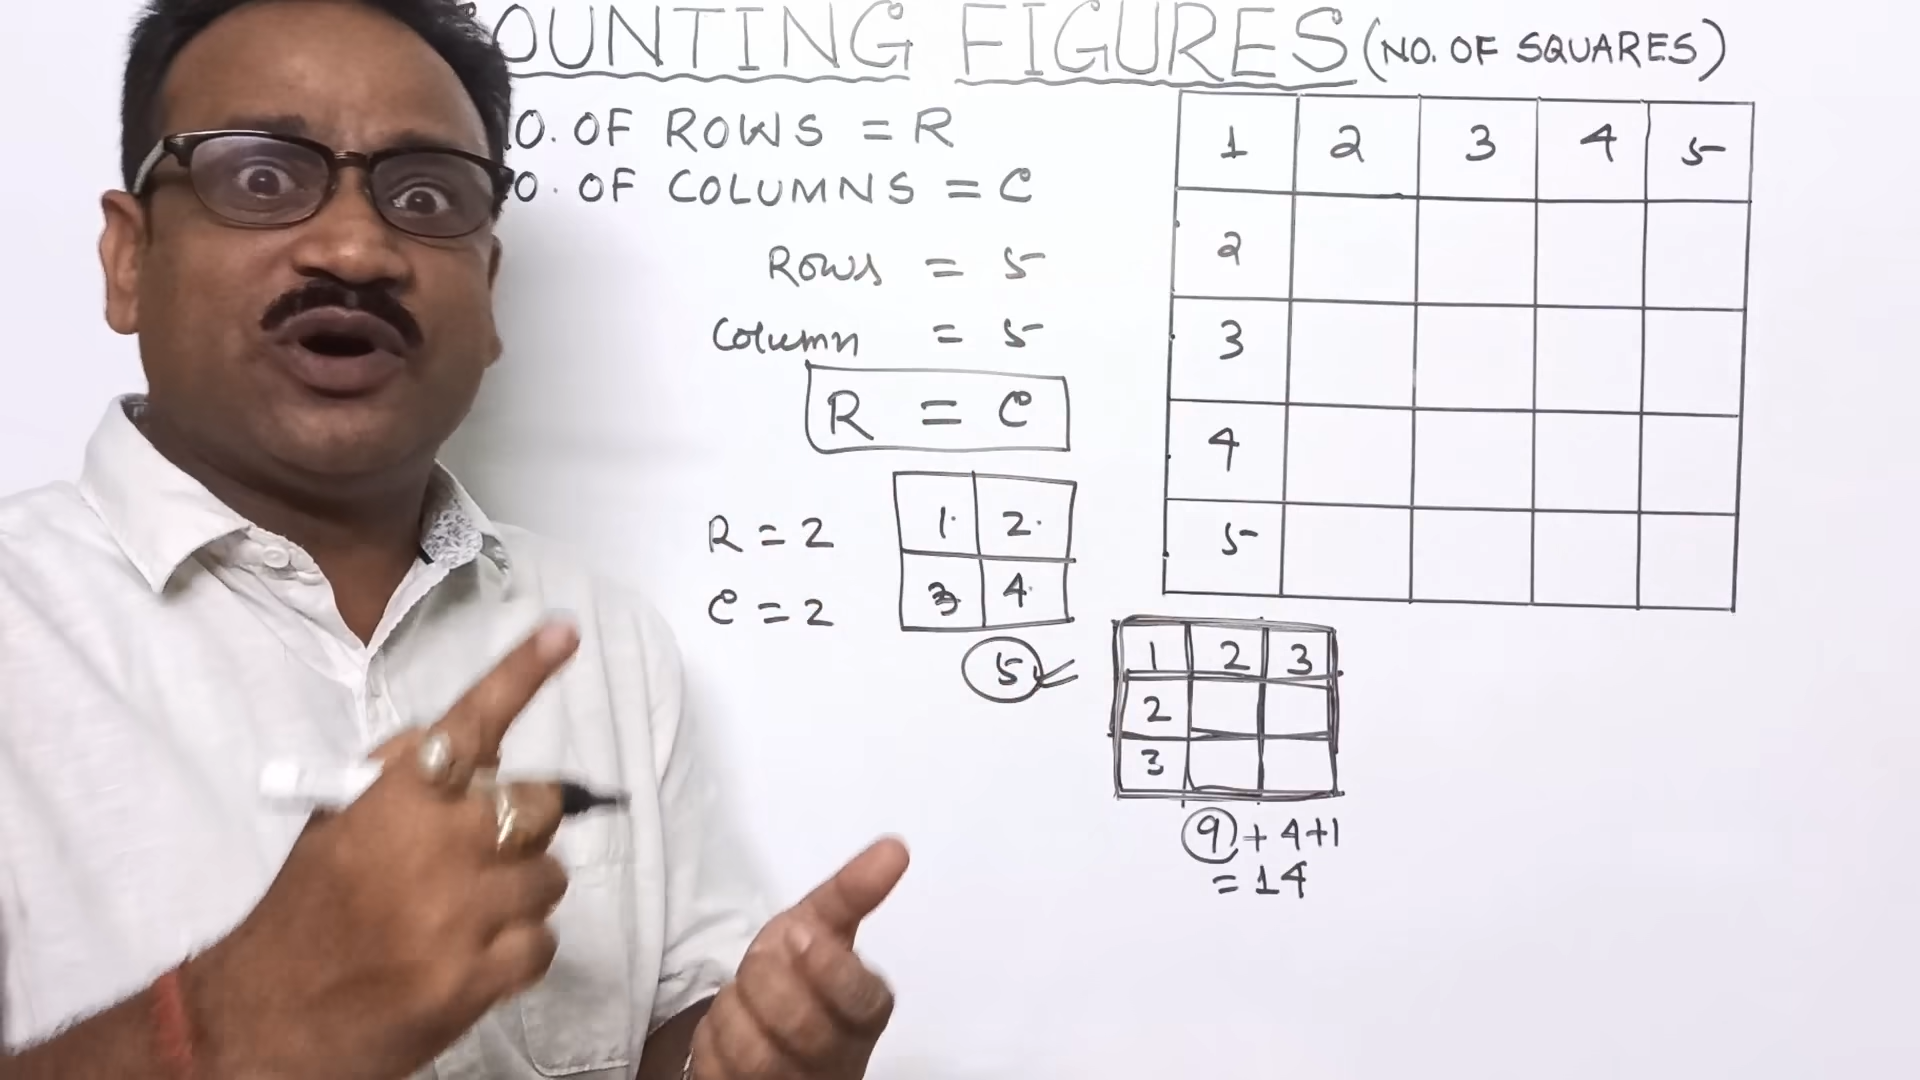 OUNTING FIGURES (NO. OF SQUARES)
O. OF ROWS = R
O. OF COLUMNS = C
Rows = 5
Column = 5
R = C
R = 2
C = 2
1 2
3 4
5
1 2 3 4 5
2
3
4
5
1 2 3
2
3
9 + 4 + 1
= 14